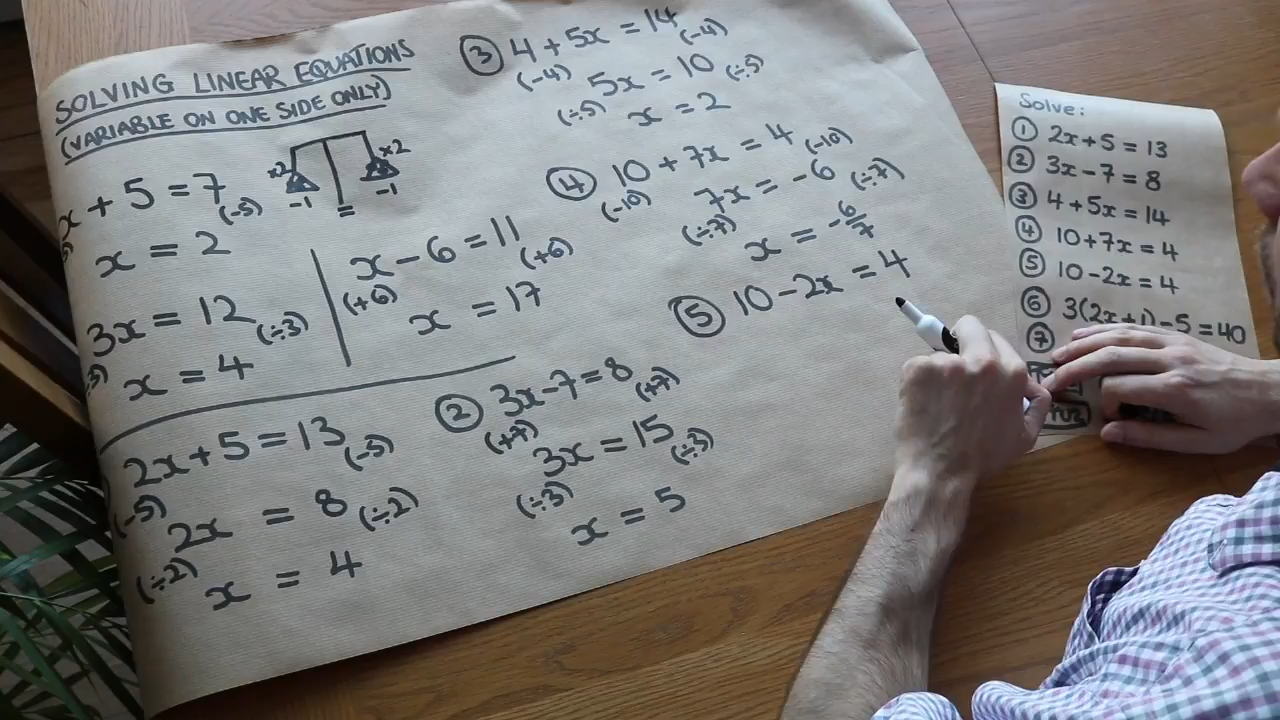 SOLVING LINEAR EQUATIONS
(VARIABLE ON ONE SIDE ONLY)
×2 ×2
-1 = -1
x + 5 = 7
(-5)
x = 2
3x = 12
(÷3)
x = 4
x - 6 = 11
(+6) (+6)
x = 17
2x + 5 = 13
(-5) (-5)
2x = 8
(÷2) (÷2)
x = 4
② 3x - 7 = 8
(+7) (+7)
3x = 15
(÷3) (÷3)
x = 5
③ 4 + 5x = 14
(-4) (-4)
5x = 10
(÷5) (÷5)
x = 2
④ 10 + 7x = 4
(-10) (-10)
7x = -6
(÷7) (÷7)
x = -6/7
⑤ 10 - 2x = 4
Solve:
① 2x + 5 = 13
② 3x - 7 = 8
③ 4 + 5x = 14
④ 10 + 7x = 4
⑤ 10 - 2x = 4
⑥ 3(2x + 1) - 5 = 40
⑦